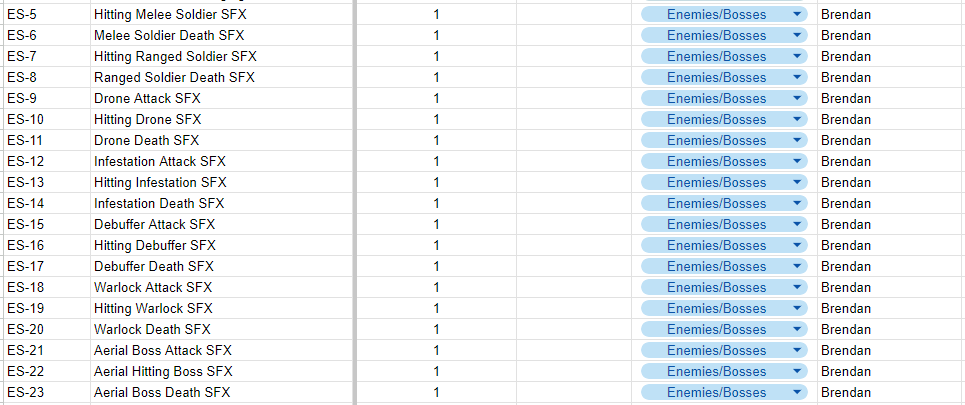 ES-5 Hitting Melee Soldier SFX 1 Enemies/Bosses Brendan
ES-6 Melee Soldier Death SFX 1 Enemies/Bosses Brendan
ES-7 Hitting Ranged Soldier SFX 1 Enemies/Bosses Brendan
ES-8 Ranged Soldier Death SFX 1 Enemies/Bosses Brendan
ES-9 Drone Attack SFX 1 Enemies/Bosses Brendan
ES-10 Hitting Drone SFX 1 Enemies/Bosses Brendan
ES-11 Drone Death SFX 1 Enemies/Bosses Brendan
ES-12 Infestation Attack SFX 1 Enemies/Bosses Brendan
ES-13 Hitting Infestation SFX 1 Enemies/Bosses Brendan
ES-14 Infestation Death SFX 1 Enemies/Bosses Brendan
ES-15 Debuffer Attack SFX 1 Enemies/Bosses Brendan
ES-16 Hitting Debuffer SFX 1 Enemies/Bosses Brendan
ES-17 Debuffer Death SFX 1 Enemies/Bosses Brendan
ES-18 Warlock Attack SFX 1 Enemies/Bosses Brendan
ES-19 Hitting Warlock SFX 1 Enemies/Bosses Brendan
ES-20 Warlock Death SFX 1 Enemies/Bosses Brendan
ES-21 Aerial Boss Attack SFX 1 Enemies/Bosses Brendan
ES-22 Aerial Hitting Boss SFX 1 Enemies/Bosses Brendan
ES-23 Aerial Boss Death SFX 1 Enemies/Bosses Brendan